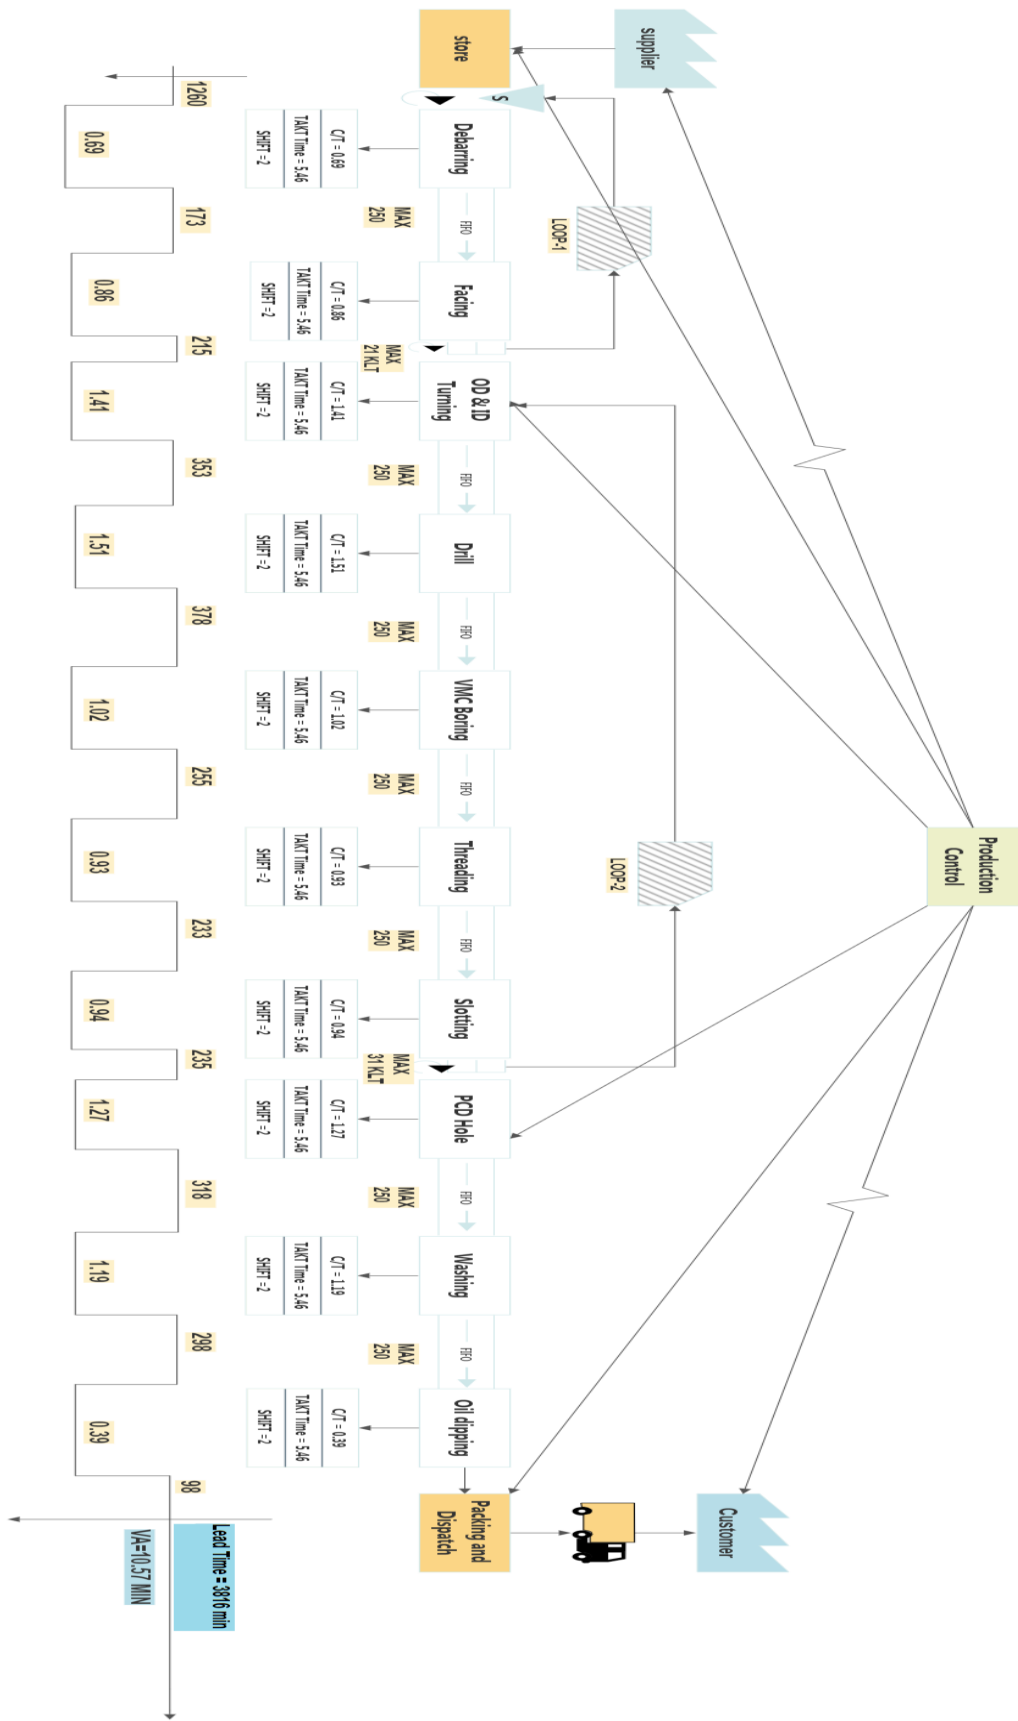 supplier
Production
Control
Customer
LOOP-1
LOOP-2
store
S
Debarring
FIFO
Facing
OD & ID
Turning
FIFO
Drill
FIFO
VMC Boring
FIFO
Threading
FIFO
Slotting
PCD Hole
FIFO
Washing
FIFO
Oil dipping
Packing and
Dispatch
MAX
250
MAX
21 KLT
MAX
250
MAX
250
MAX
250
MAX
250
MAX
31 KLT
MAX
250
MAX
250
C/T = 0.69
TAKT Time = 5.46
SHIFT =2
C/T = 0.86
TAKT Time = 5.46
SHIFT =2
C/T = 1.41
TAKT Time = 5.46
SHIFT =2
C/T = 1.51
TAKT Time = 5.46
SHIFT =2
C/T = 1.02
TAKT Time = 5.46
SHIFT =2
C/T = 0.93
TAKT Time = 5.46
SHIFT =2
C/T = 0.94
TAKT Time = 5.46
SHIFT =2
C/T = 1.27
TAKT Time = 5.46
SHIFT =2
C/T = 1.19
TAKT Time = 5.46
SHIFT =2
C/T = 0.39
TAKT Time = 5.46
SHIFT =2
1260
173
215
353
378
255
233
235
318
298
98
Lead Time = 3816 min
0.69
0.86
1.41
1.51
1.02
0.93
0.94
1.27
1.19
0.39
VA=10.57 MIN